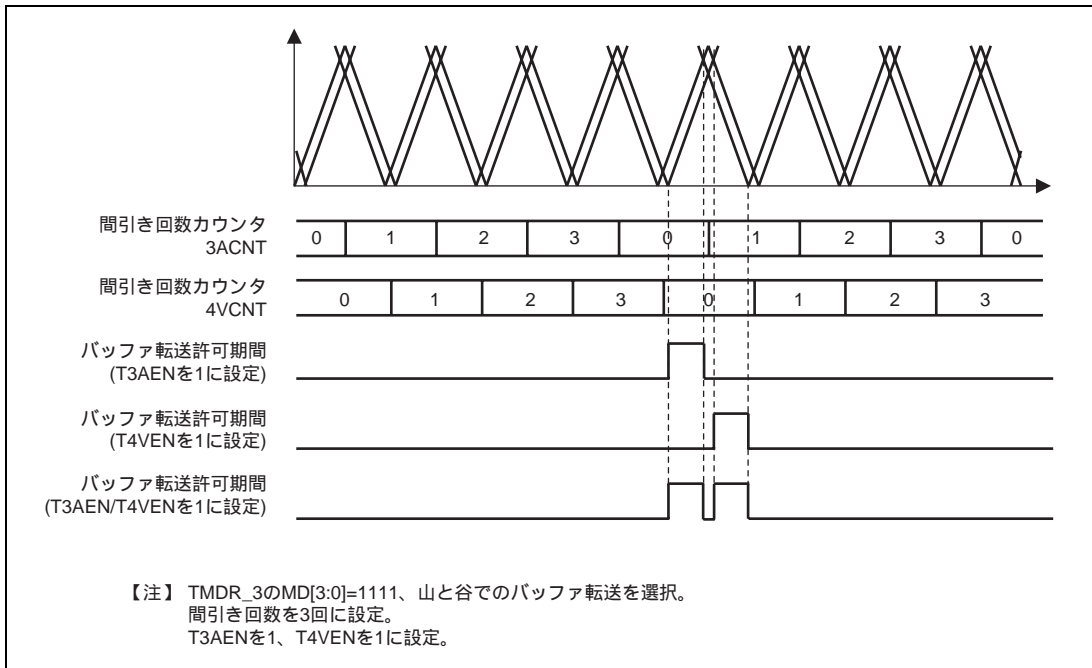 間引き回数カウンタ
3ACNT
0 1 2 3 0 1 2 3 0
間引き回数カウンタ
4VCNT
0 1 2 3 0 1 2 3
バッファ転送許可期間
(T3AENを1に設定)
バッファ転送許可期間
(T4VENを1に設定)
バッファ転送許可期間
(T3AEN/T4VENを1に設定)
【注】 TMDR_3のMD[3:0]=1111、山と谷でのバッファ転送を選択。
間引き回数を3回に設定。
T3AENを1、T4VENを1に設定。